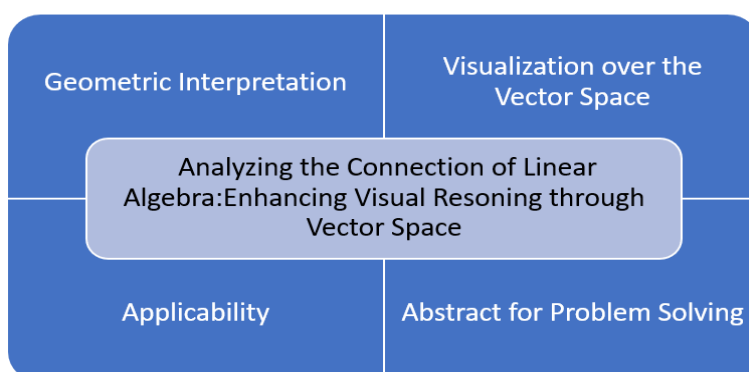 Geometric Interpretation
Visualization over the
Vector Space
Analyzing the Connection of Linear
Algebra:Enhancing Visual Resoning through
Vector Space
Applicability
Abstract for Problem Solving